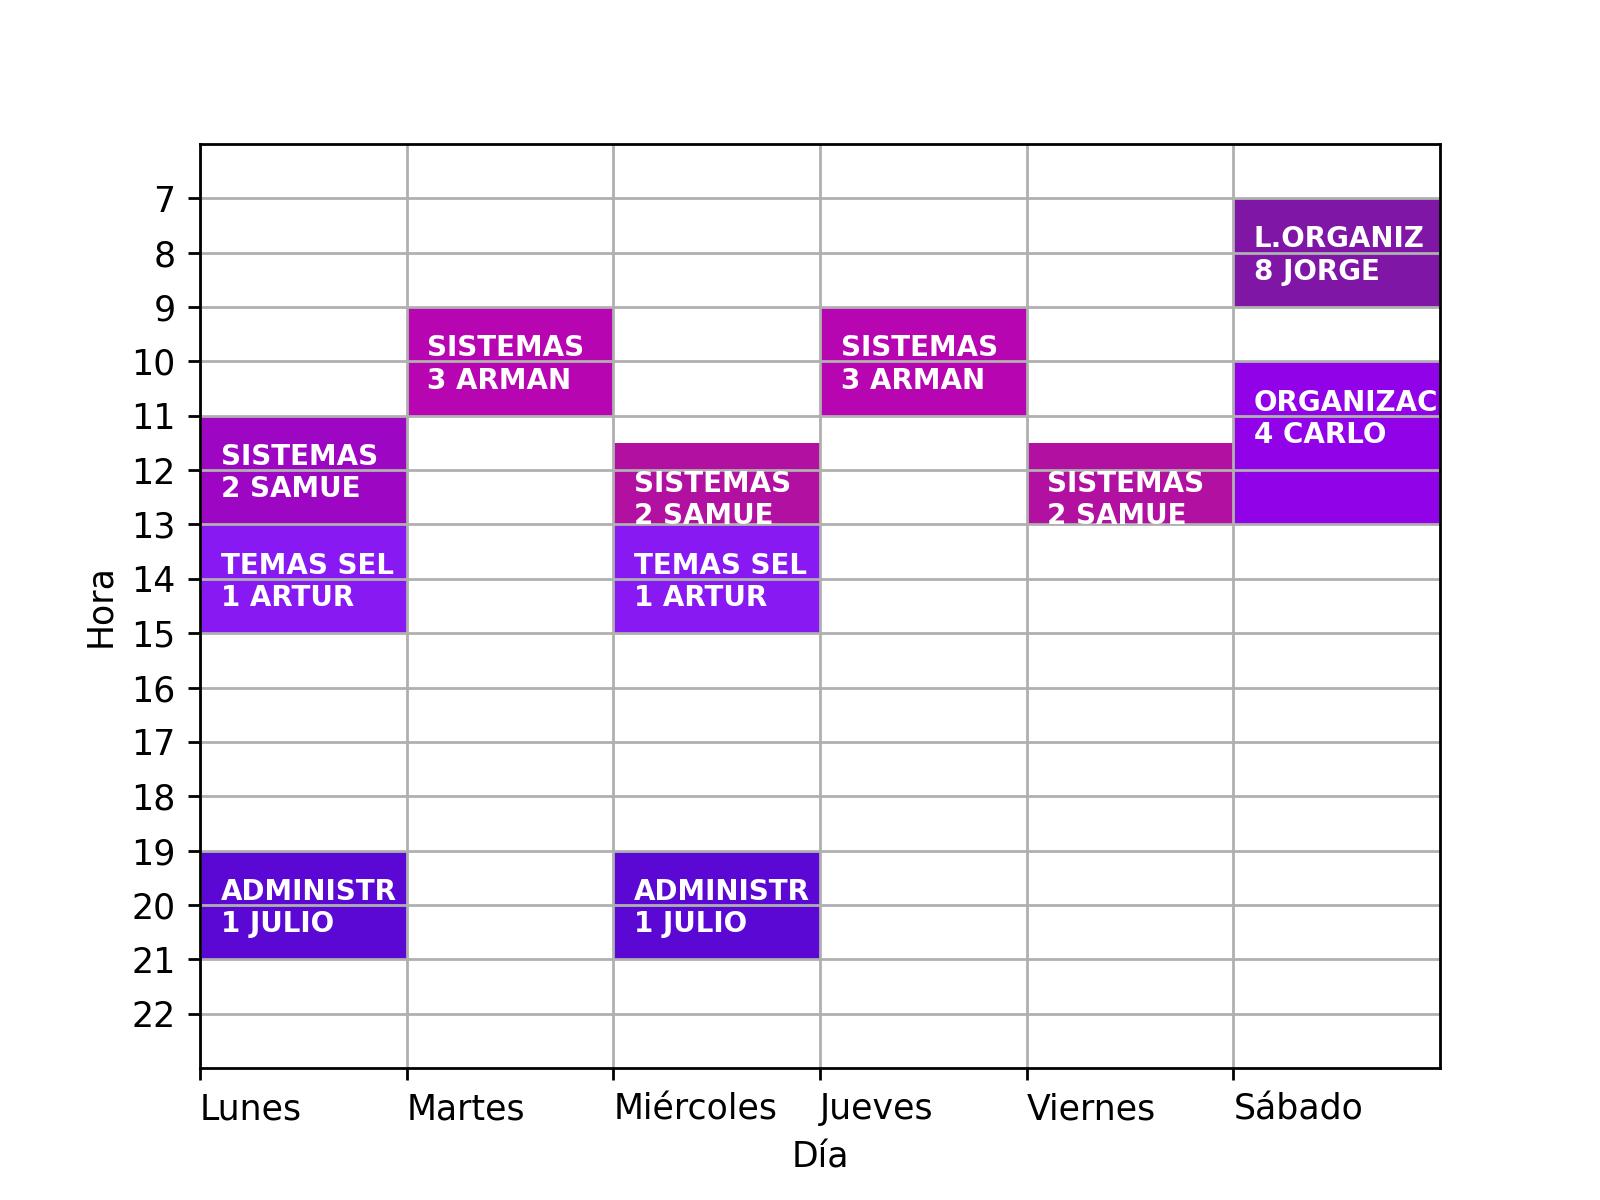 7
L.ORGANIZ
8
8 JORGE
9
SISTEMAS
SISTEMAS
10
3 ARMAN
3 ARMAN
ORGANIZAC
11
4 CARLO
SISTEMAS
12
SISTEMAS
SISTEMAS
2 SAMUE
2 SAMUE
2 SAMUE
13
TEMAS SEL
TEMAS SEL
14
1 ARTUR
1 ARTUR
15
16
17
18
19
ADMINISTR
ADMINISTR
20
1 JULIO
1 JULIO
21
22
Hora
Lunes Martes Miércoles Jueves Viernes Sábado
Día